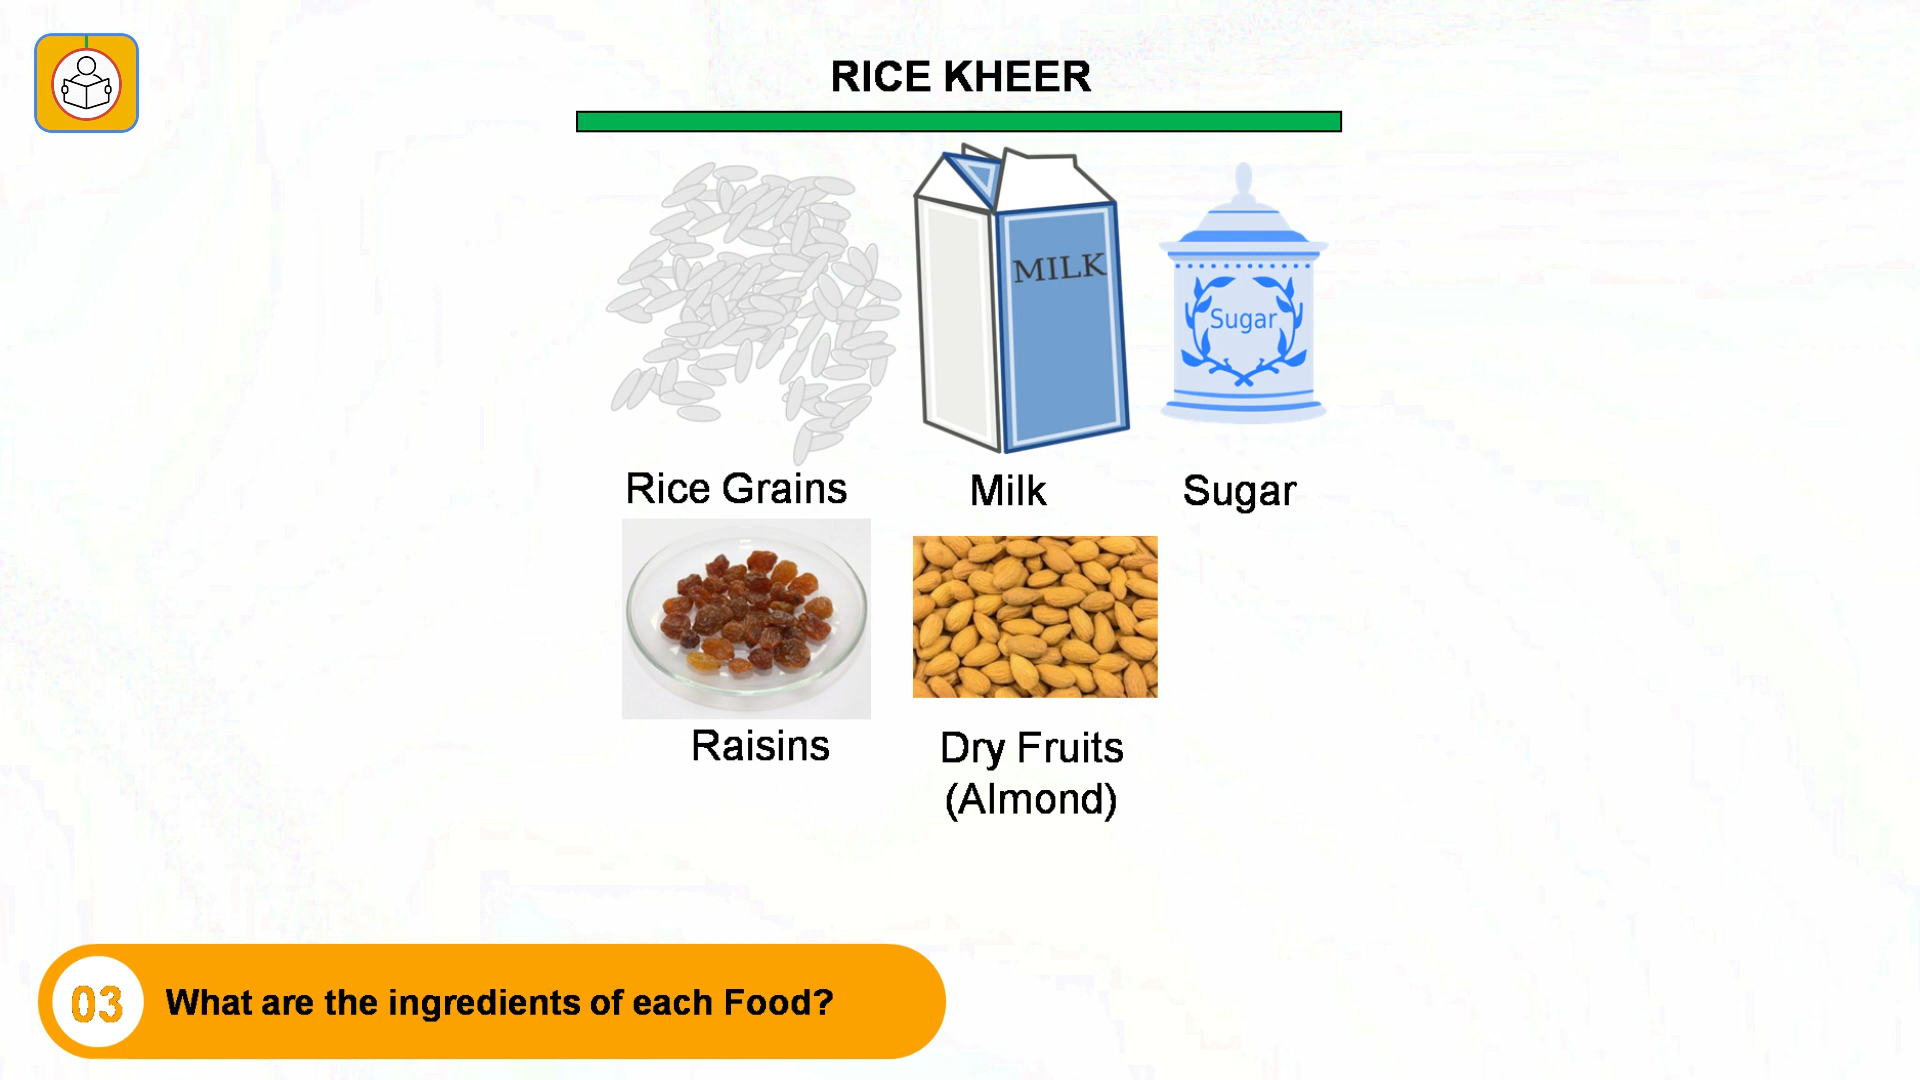 RICE KHEER
MILK
Sugar
Rice Grains
Milk
Sugar
Raisins
Dry Fruits
(Almond)
03
What are the ingredients of each Food?